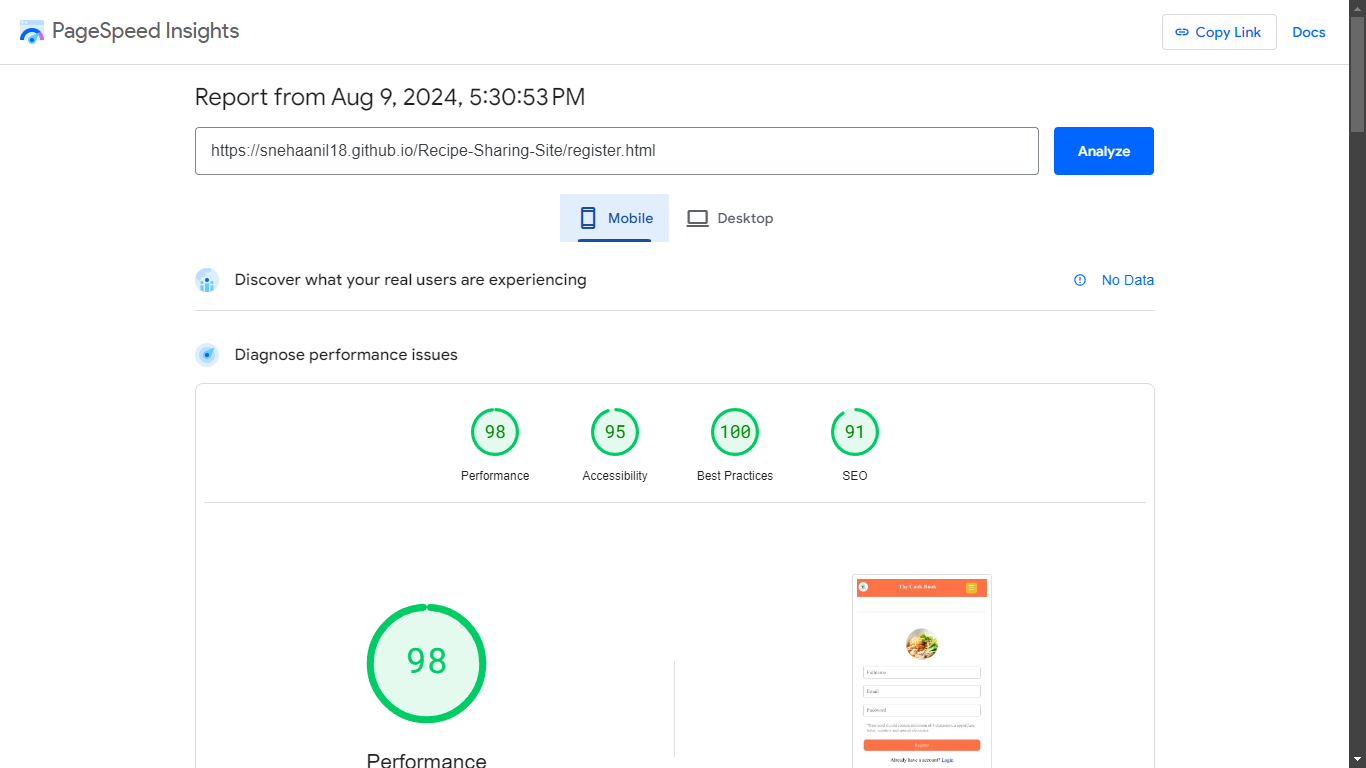 PageSpeed Insights
Copy Link
Docs
Report from Aug 9, 2024, 5:30:53 PM
https://snehaanil18.github.io/Recipe-Sharing-Site/register.html
Analyze
Mobile
Desktop
Discover what your real users are experiencing
No Data
Diagnose performance issues
98
95
100
91
Performance
Accessibility
Best Practices
SEO
98
Performance
The Cook Book
Fullname
Email
Password
Register
Already have a account? Login